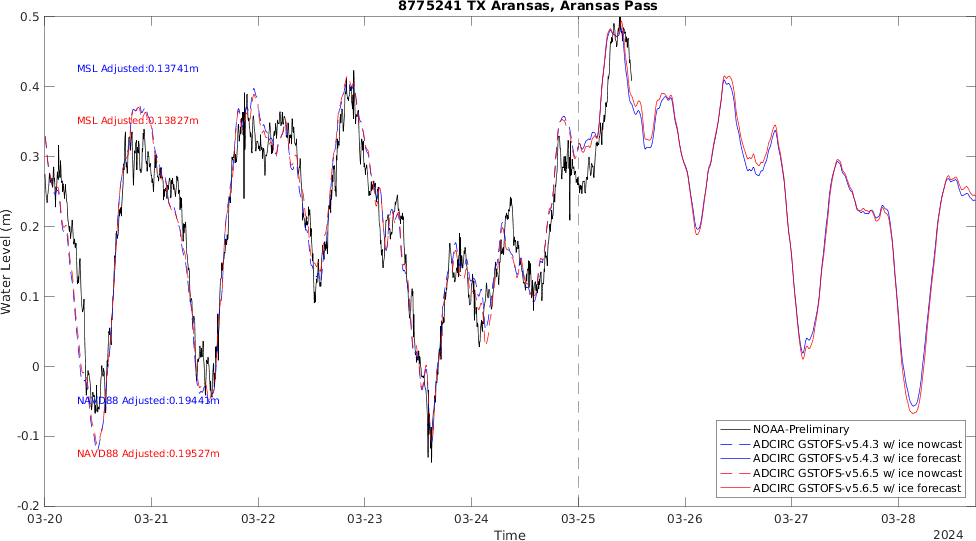 8775241 TX Aransas, Aransas Pass
0.5
0.4
0.3
0.2
0.1
0
-0.1
-0.2
Water Level (m)
MSL Adjusted:0.13741m
MSL Adjusted:0.13827m
NAVD88 Adjusted:0.19441m
NAVD88 Adjusted:0.19527m
NOAA-Preliminary
ADCIRC GSTOFS-v5.4.3 w/ ice nowcast
ADCIRC GSTOFS-v5.4.3 w/ ice forecast
ADCIRC GSTOFS-v5.6.5 w/ ice nowcast
ADCIRC GSTOFS-v5.6.5 w/ ice forecast
03-20 03-21 03-22 03-23 03-24 03-25 03-26 03-27 03-28
Time
2024